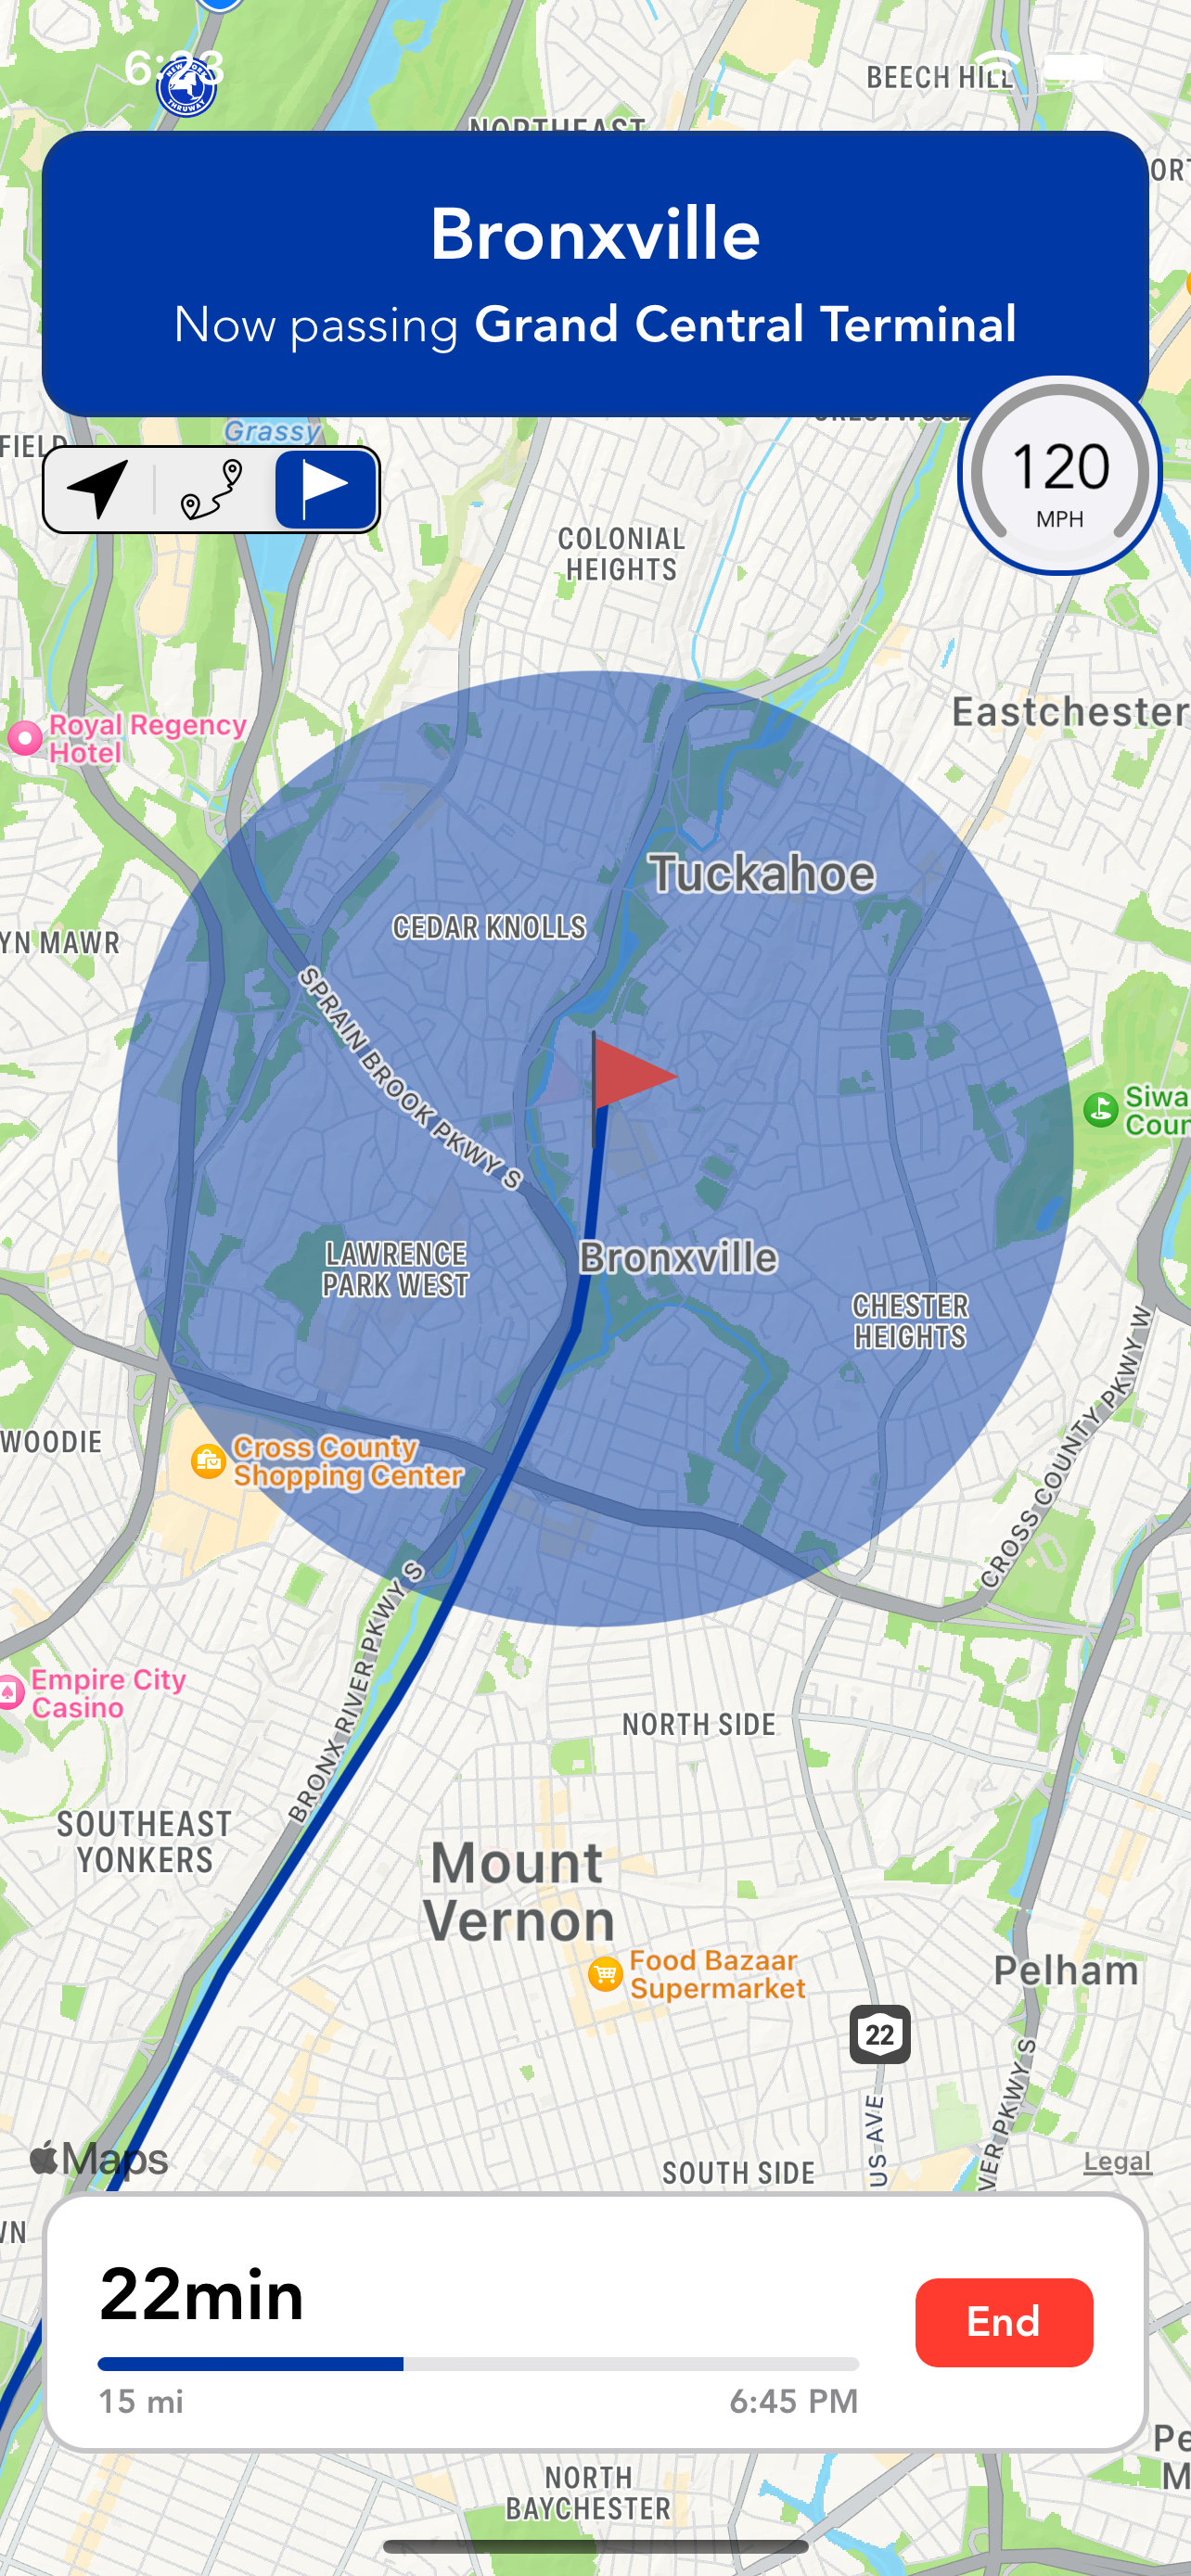 6:23
BEECH HILL
NORTHEAST
Bronxville
Now passing Grand Central Terminal
Grassy
120
MPH
COLONIAL
HEIGHTS
Eastchester
Royal Regency
Hotel
Tuckahoe
CEDAR KNOLLS
YN MAWR
SPRAIN BROOK PKWY S
Siwa
Coun
LAWRENCE
PARK WEST
Bronxville
CHESTER
HEIGHTS
WOODIE
Cross County
Shopping Center
CROSS COUNTY PKWY W
BRONX RIVER PKWY S
Empire City
Casino
NORTH SIDE
SOUTHEAST
YONKERS
Mount
Vernon
Food Bazaar
Supermarket
Pelham
22
US AVE
VER PKWY S
Maps
SOUTH SIDE
Legal
22min
End
15 mi
6:45 PM
Pe
M
NORTH
BAYCHESTER